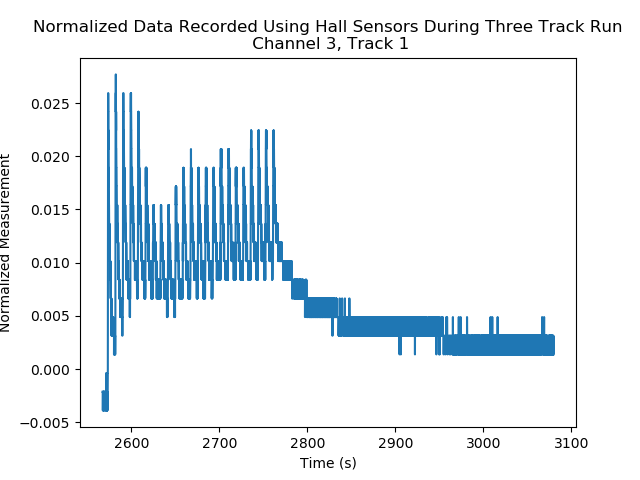 Normalized Data Recorded Using Hall Sensors During Three Track Run
Channel 3, Track 1
Normalized Measurement
0.025
0.020
0.015
0.010
0.005
0.000
−0.005
2600 2700 2800 2900 3000 3100
Time (s)